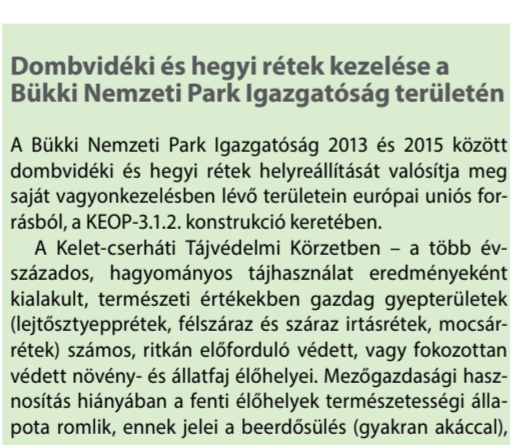 Dombvidéki és hegyi rétek kezelése a
Bükki Nemzeti Park Igazgatóság területén
A Bükki Nemzeti Park Igazgatóság 2013 és 2015 között
dombvidéki és hegyi rétek helyreállítását valósítja meg
saját vagyonkezelésben lévő területein európai uniós for-
rásból, a KEOP-3.1.2. konstrukció keretében.
A Kelet-cserháti Tájvédelmi Körzetben – a több év-
százados, hagyományos tájhasználat eredményeként
kialakult, természeti értékekben gazdag gyepterületek
(lejtősztyepprétek, félszáraz és száraz irtásrétek, mocsár-
rétek) számos, ritkán előforduló védett, vagy fokozottan
védett növény- és állatfaj élőhelyei. Mezőgazdasági hasz-
nosítás hiányában a fenti élőhelyek természetességi álla-
pota romlik, ennek jelei a beerdősülés (gyakran akáccal),